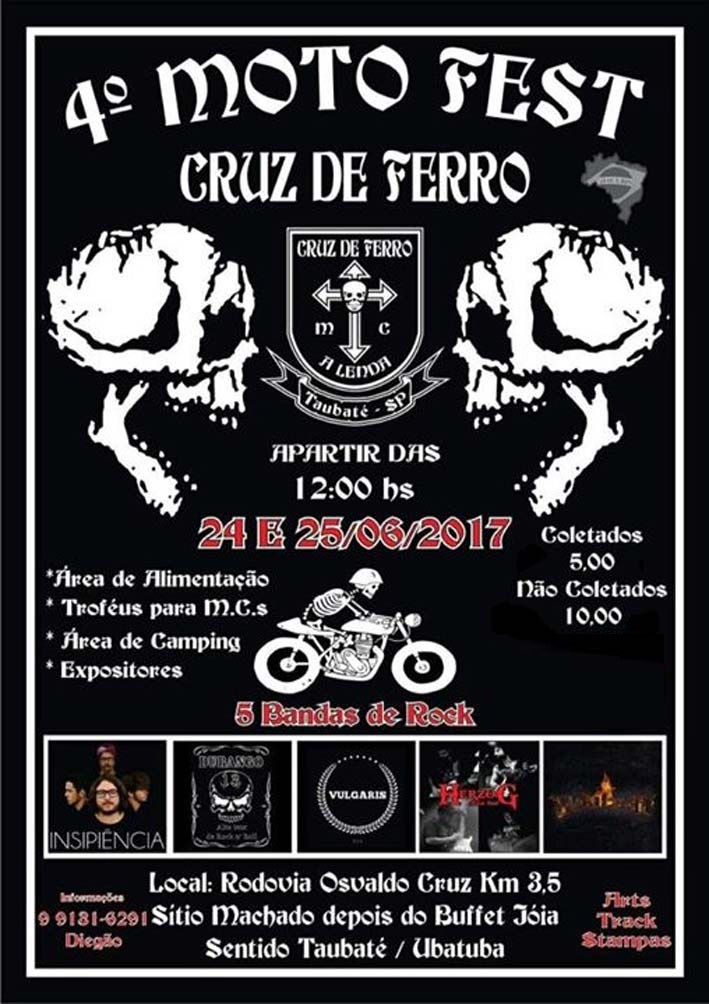 4º MOTO FEST
CRUZ DE FERRO
CRUZ DE FERRO
M C
A LENDA
Taubaté - SP
APARTIR DAS
12:00 hs
24 E 25/06/2017
Coletados
5,00
Não Coletados
10,00
*Área de Alimentação
* Troféus para M.C.s
* Área de Camping
* Expositores
5 Bandas de Rock
INSIPIÊNCIA
DURANGO
13
VULGARIS
HERZOG
Local: Rodovia Osvaldo Cruz Km 3,5
Sítio Machado depois do Buffet Jóia
Sentido Taubaté / Ubatuba
Informações
9 9131-6291
Diegão
Arts
Track
Stampas